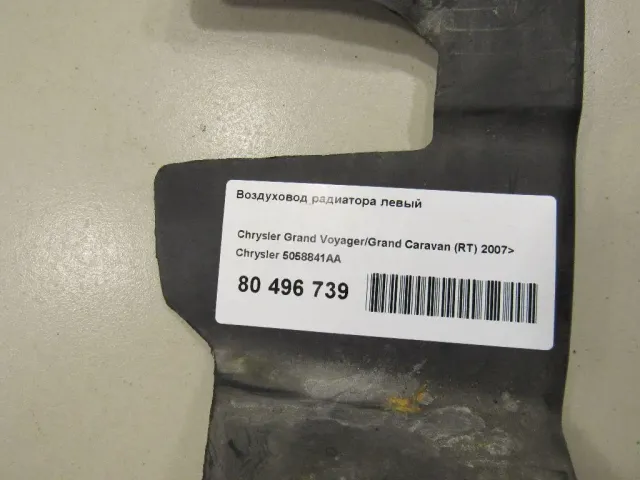 Воздуховод радиатора левый
Chrysler Grand Voyager/Grand Caravan (RT) 2007>
Chrysler 5058841AA
80 496 739